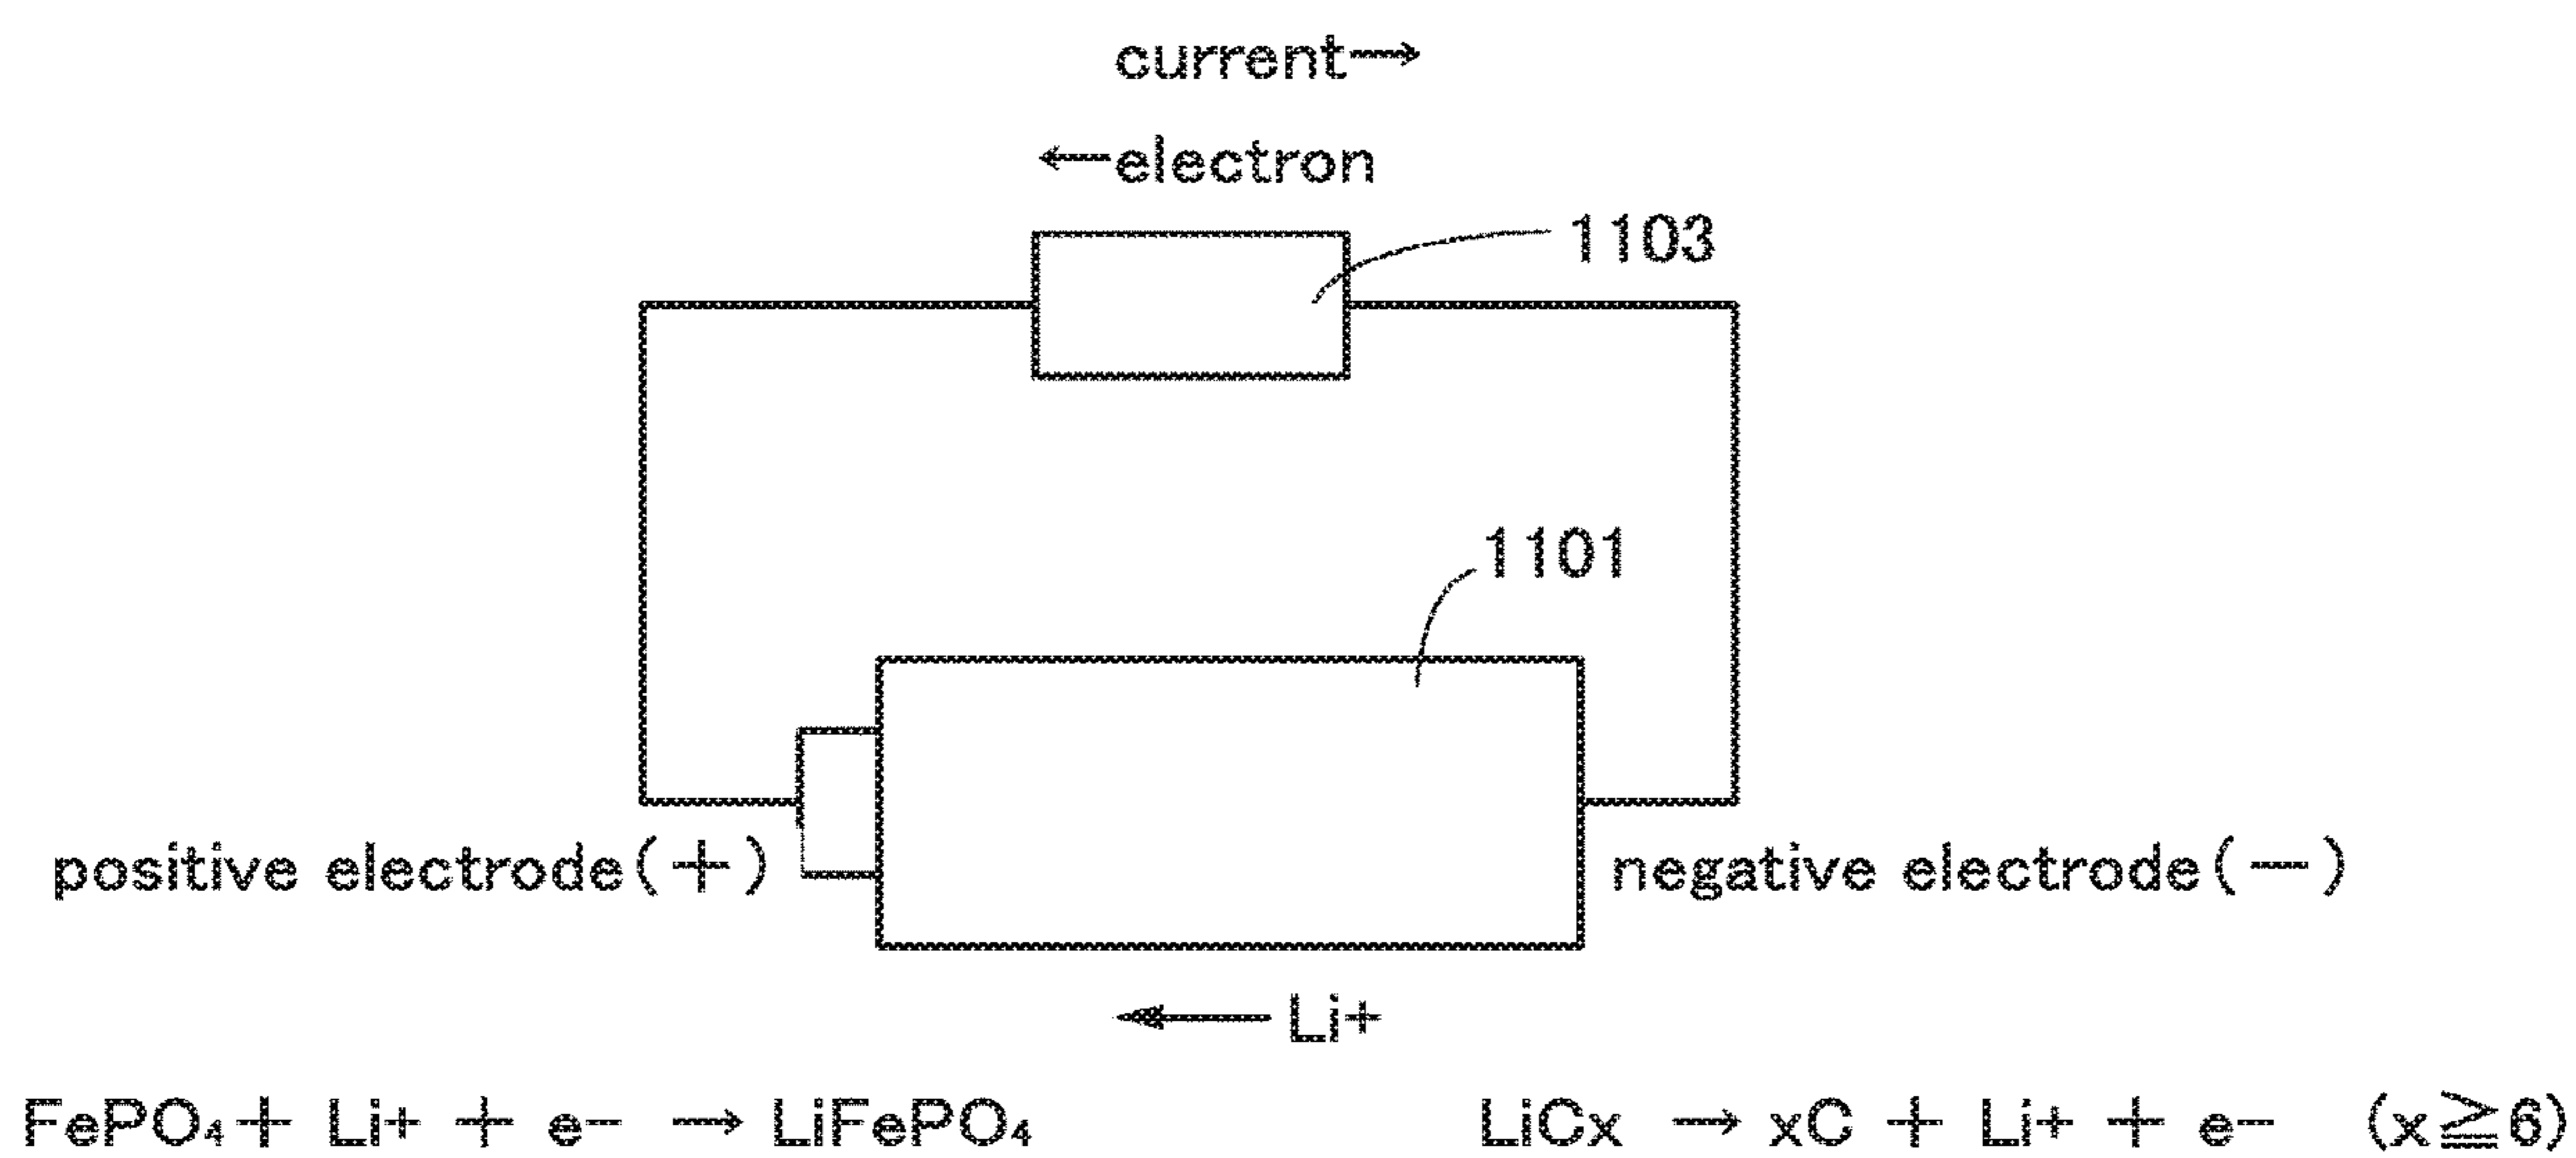 current→
←electron
1103
1101
positive electrode(+)
negative electrode(−)
←Li+
FePO₄+ Li+ + e− → LiFePO₄
LiCx → xC + Li+ + e− (x≧6)